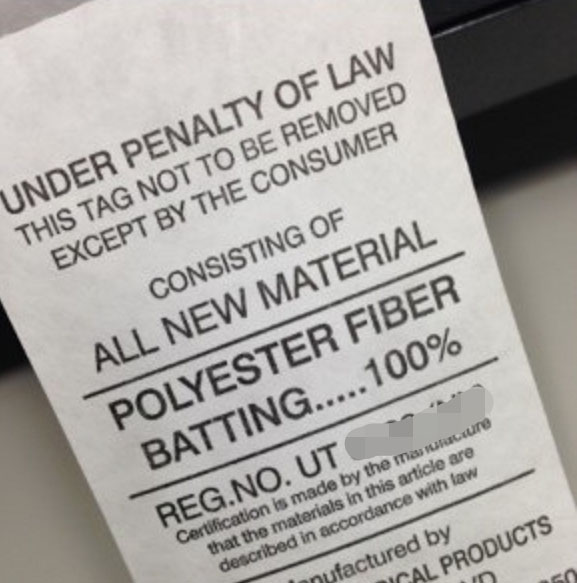 UNDER PENALTY OF LAW
THIS TAG NOT TO BE REMOVED
EXCEPT BY THE CONSUMER
CONSISTING OF
ALL NEW MATERIAL
POLYESTER FIBER
BATTING.....100%
REG.NO. UT
Certification is made by the manufacture
that the materials in this article are
described in accordance with law
by
PRODUCTS